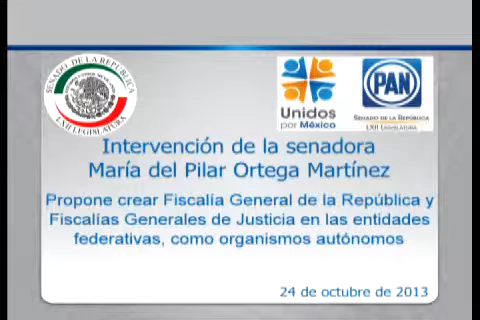 SENADO DE LA REPÚBLICA
LXII LEGISLATURA
Unidos
por México
PAN
SENADO DE LA REPÚBLICA
LXII LEGISLATURA
Intervención de la senadora
María del Pilar Ortega Martínez
Propone crear Fiscalía General de la República y
Fiscalías Generales de Justicia en las entidades
federativas, como organismos autónomos
24 de octubre de 2013